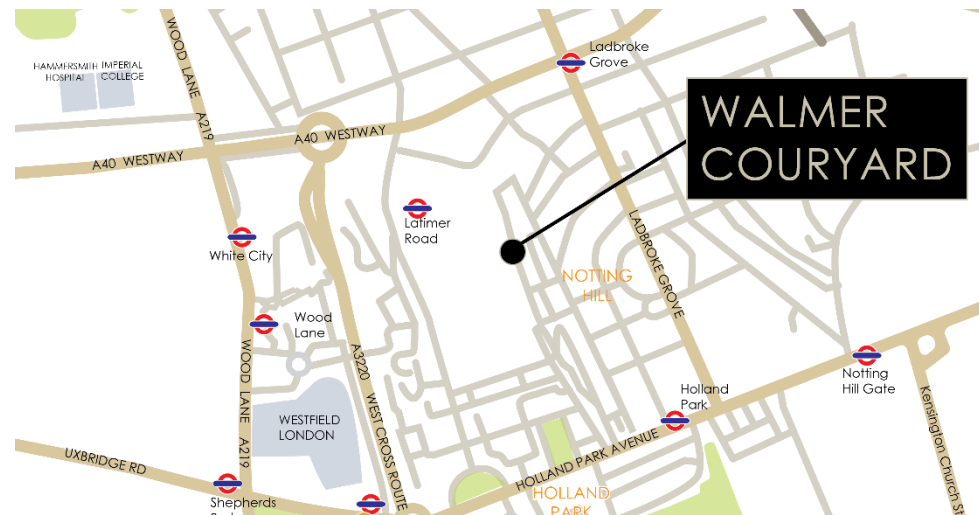 WOOD LANE A219
HAMMERSMITH
HOSPITAL
IMPERIAL
COLLEGE
Ladbroke
Grove
WALMER
COURYARD
A40 WESTWAY
A40 WESTWAY
Latimer
Road
White City
LADBROKE GROVE
NOTTING
HILL
Wood
Lane
WOOD LANE A219
A3220 WEST CROSS ROUTE
Notting
Hill Gate
Holland
Park
Kensington Church St
WESTFIELD
LONDON
HOLLAND PARK AVENUE
UXBRIDGE RD
HOLLAND
PARK
Shepherds